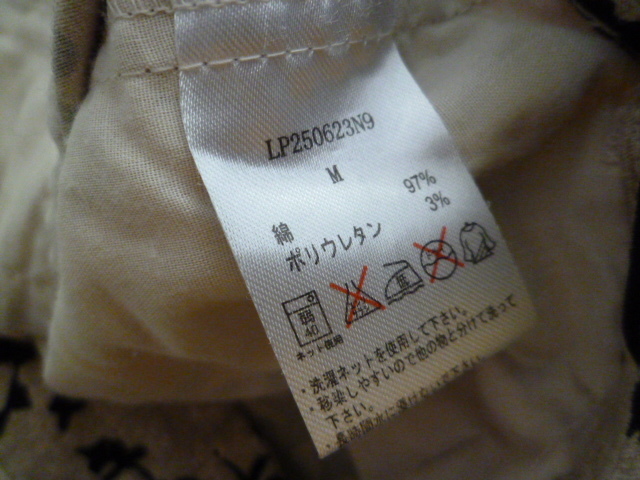 LP250623N9
M
綿 97%
ポリウレタン 3%
弱
40
ネット使用
・洗濯ネットを使用して下さい。
・移染しやすいので他の物と分けて洗って
下さい。